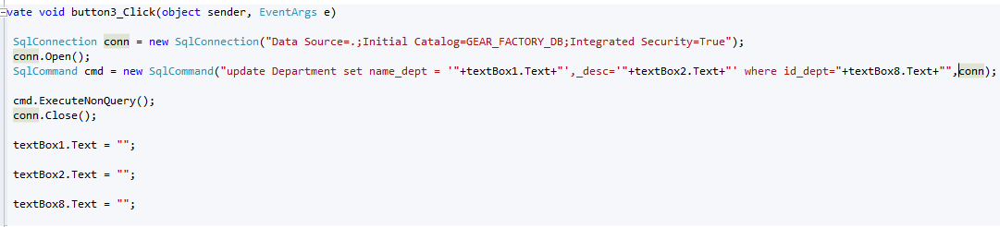 vate void button3_Click(object sender, EventArgs e)
SqlConnection conn = new SqlConnection("Data Source=.;Initial Catalog=GEAR_FACTORY_DB;Integrated Security=True");
conn.Open();
SqlCommand cmd = new SqlCommand("update Department set name_dept = '"+textBox1.Text+"',_desc='"+textBox2.Text+"' where id_dept="+textBox8.Text+"",conn);
cmd.ExecuteNonQuery();
conn.Close();
textBox1.Text = "";
textBox2.Text = "";
textBox8.Text = "";